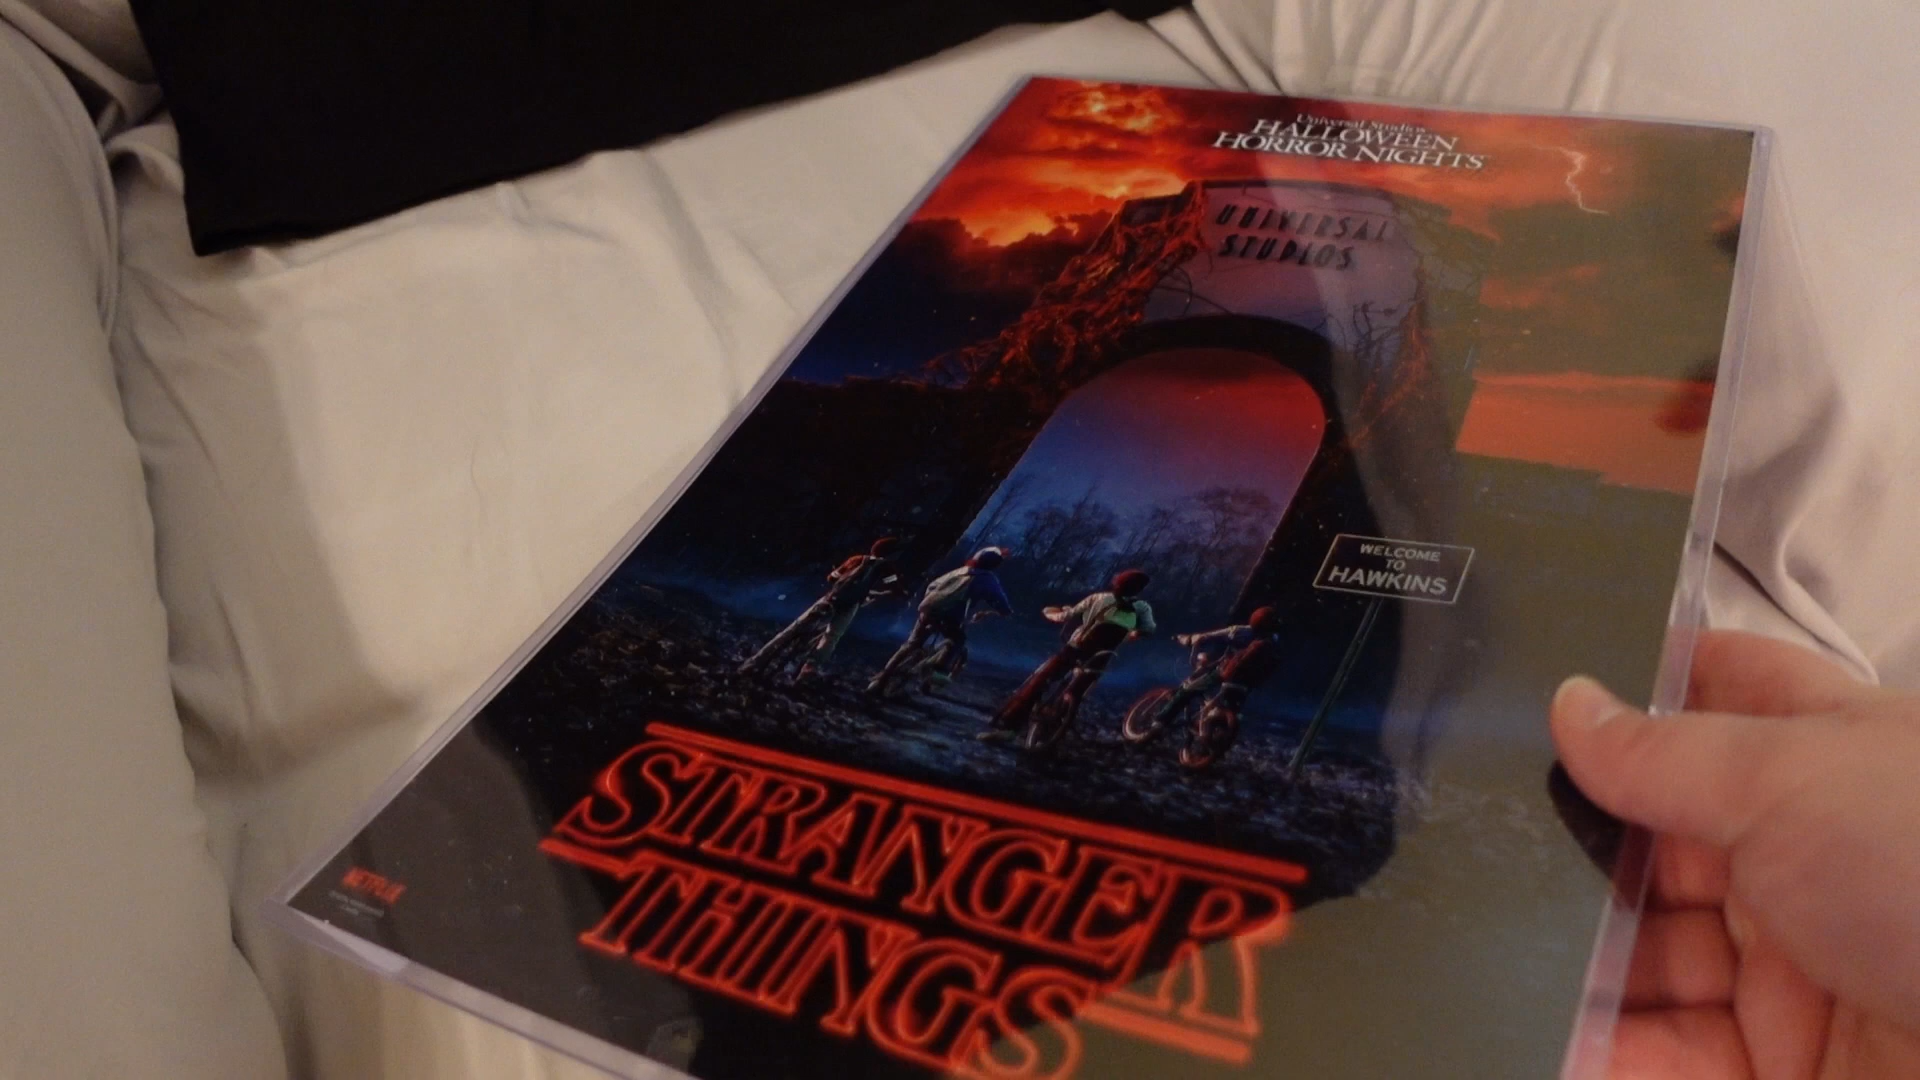 Universal Studios
HALLOWEEN
HORROR NIGHTS
UNIVERSAL
STUDIOS
WELCOME
TO
HAWKINS
STRANGER
THINGS
NETFLIX